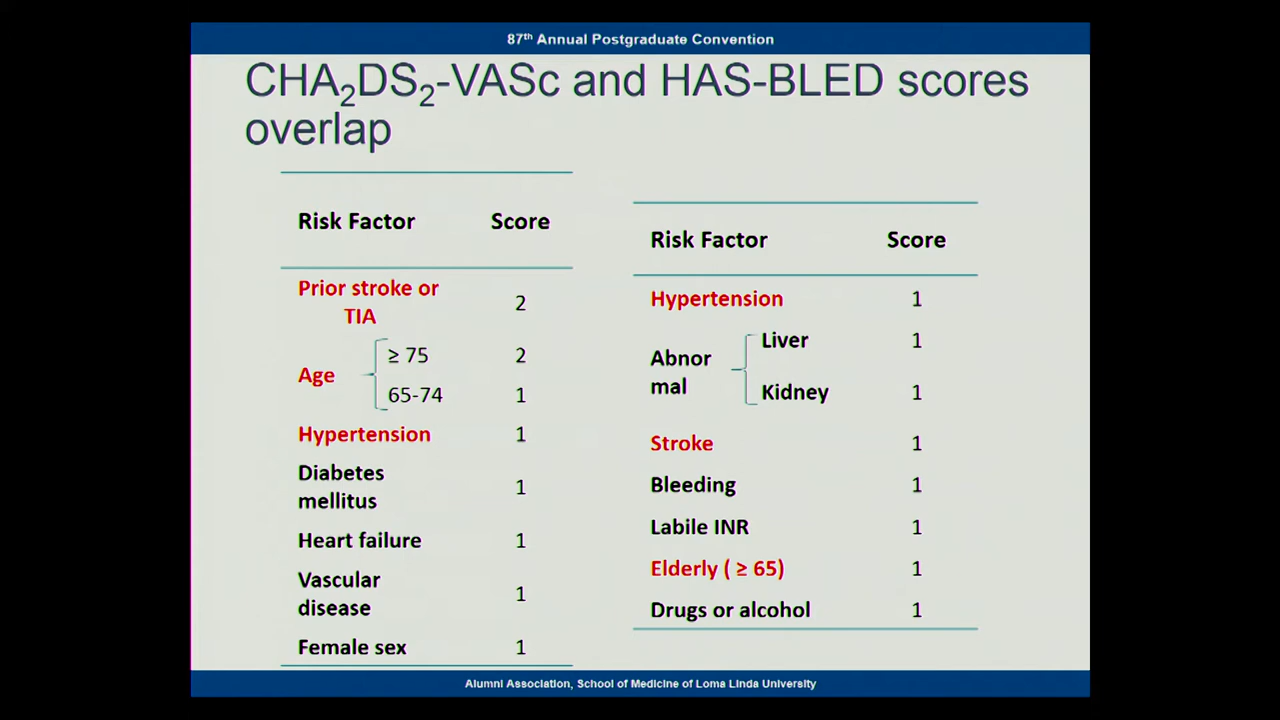 87th Annual Postgraduate Convention
CHA2DS2-VASc and HAS-BLED scores
overlap
Risk Factor Score
Prior stroke or
TIA 2
Age ≥ 75 2
65-74 1
Hypertension 1
Diabetes
mellitus 1
Heart failure 1
Vascular
disease 1
Female sex 1
Risk Factor Score
Hypertension 1
Abnor
mal
Liver 1
Kidney 1
Stroke 1
Bleeding 1
Labile INR 1
Elderly ( ≥ 65) 1
Drugs or alcohol 1
Alumni Association, School of Medicine of Loma Linda University